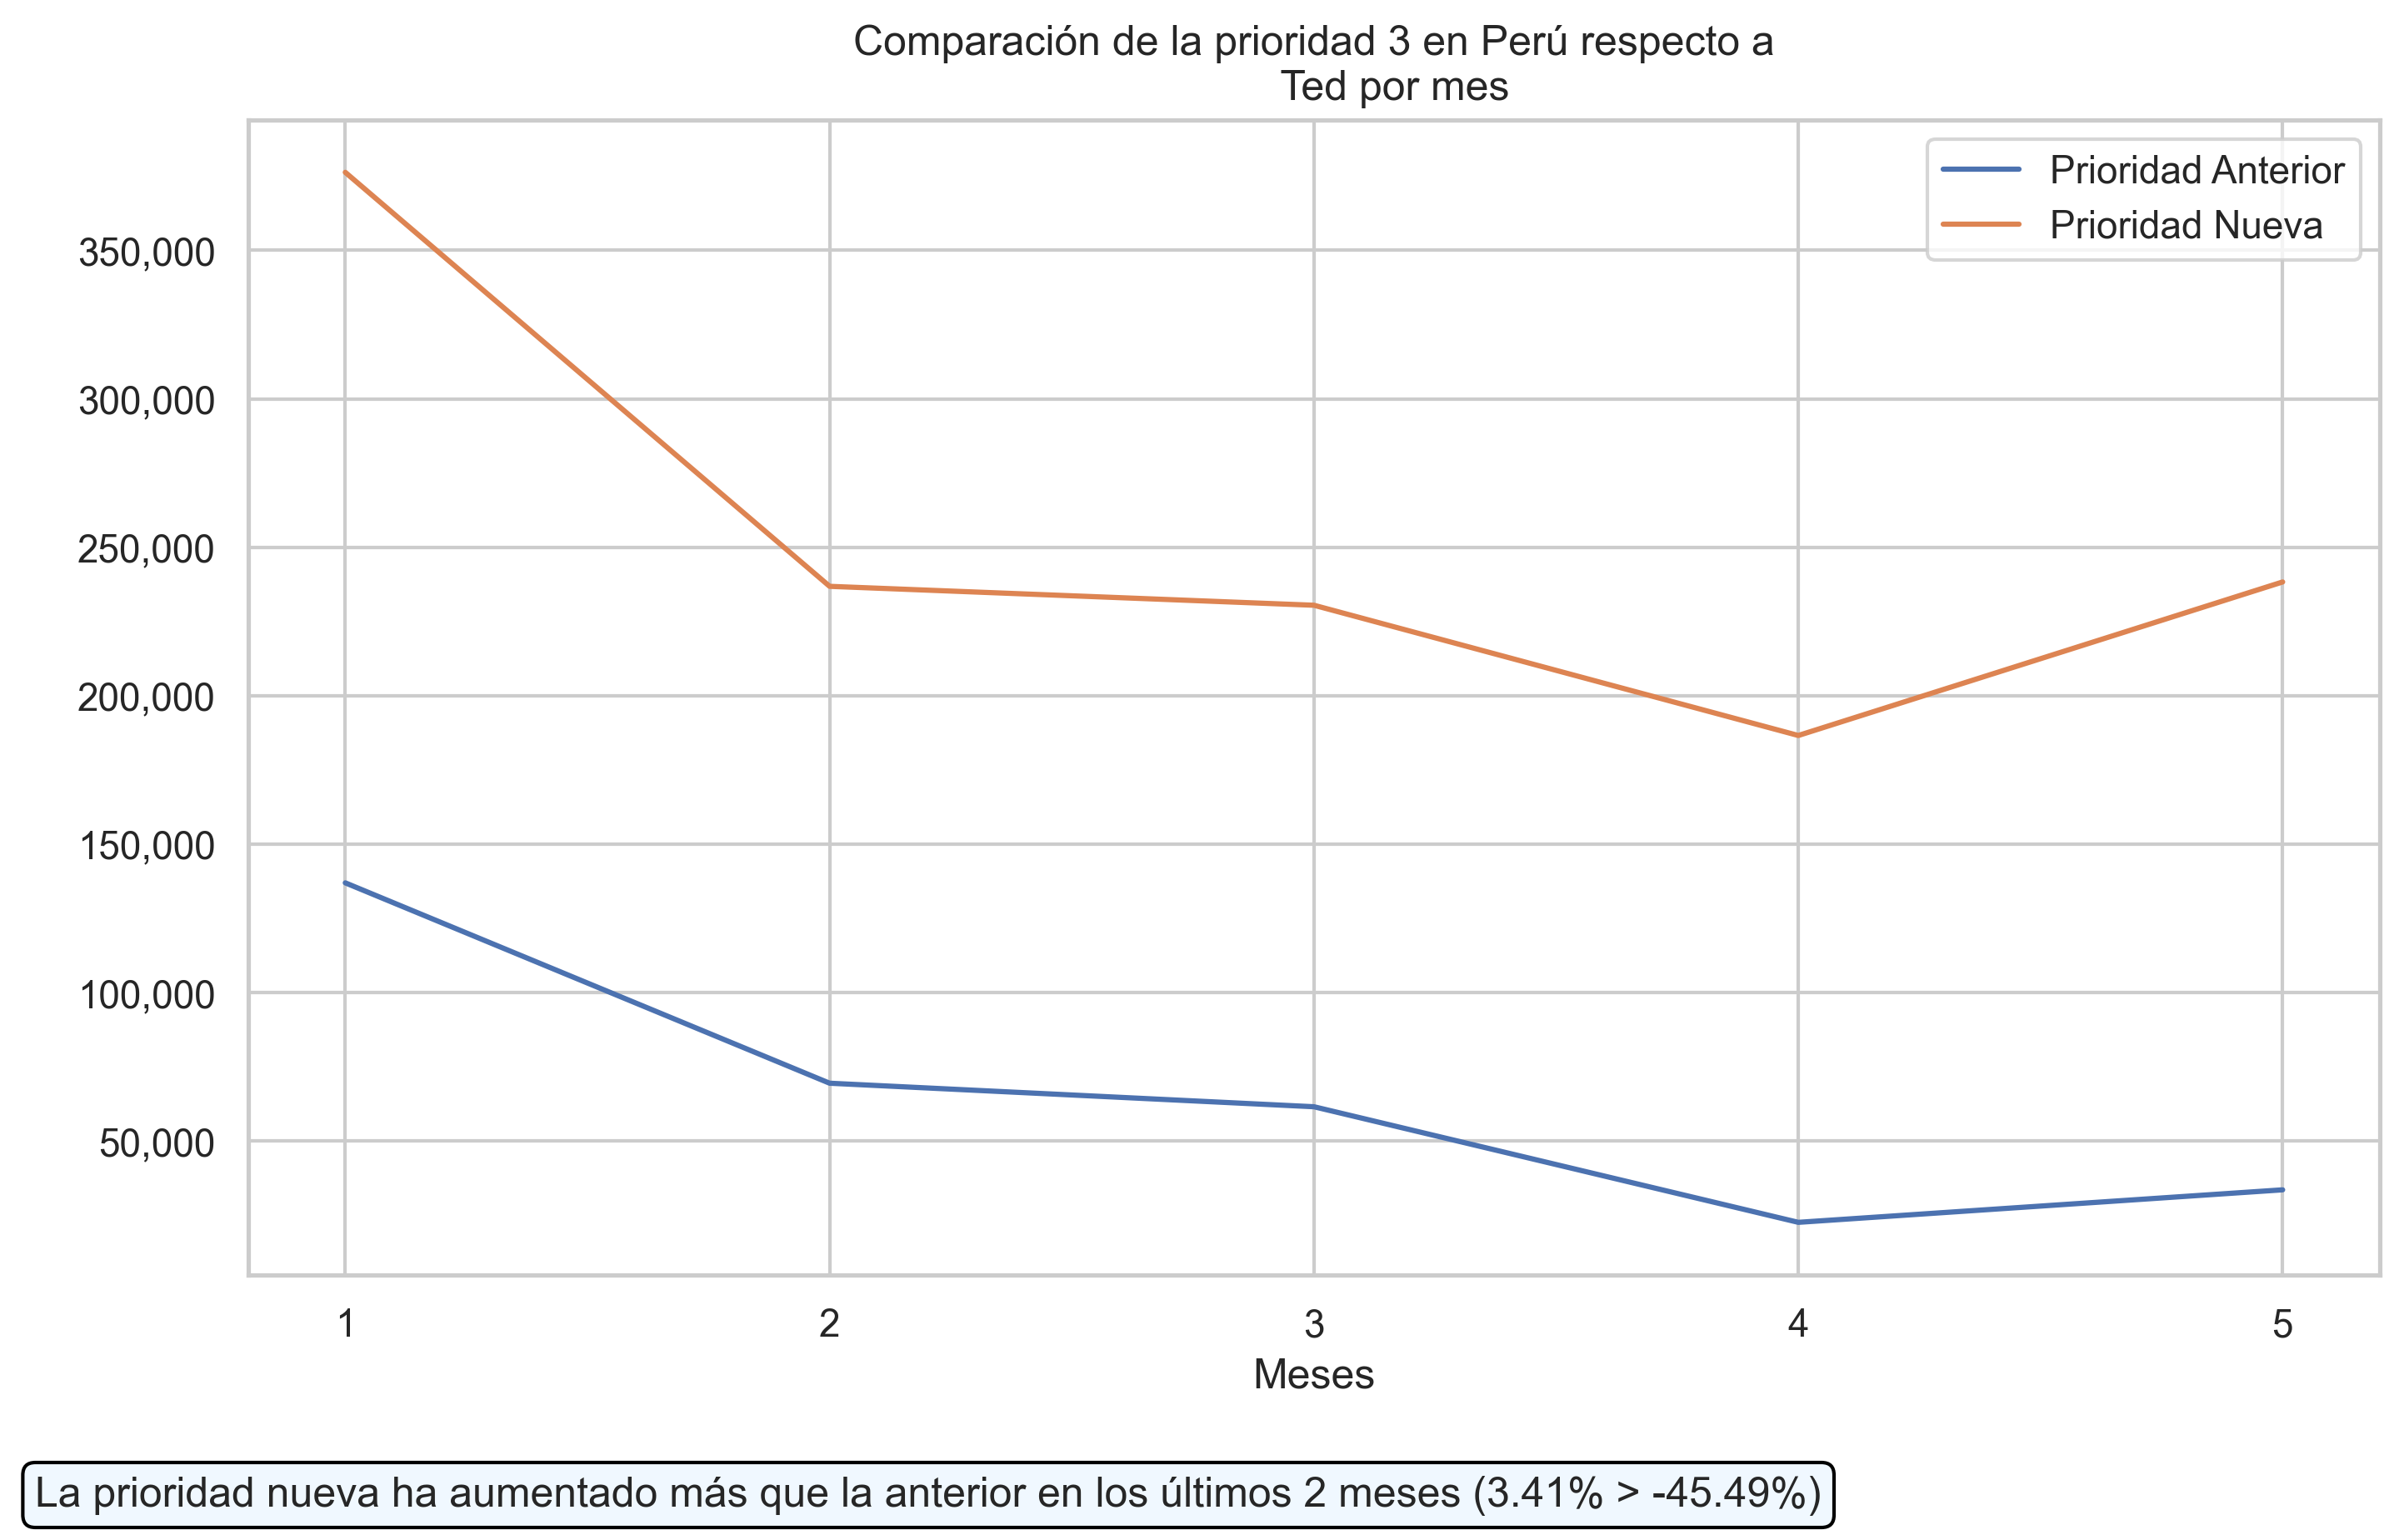 Comparación de la prioridad 3 en Perú respecto a
Ted por mes
Prioridad Anterior
Prioridad Nueva
350,000
300,000
250,000
200,000
150,000
100,000
50,000
1 2 3 4 5
Meses
La prioridad nueva ha aumentado más que la anterior en los últimos 2 meses (3.41% > -45.49%)